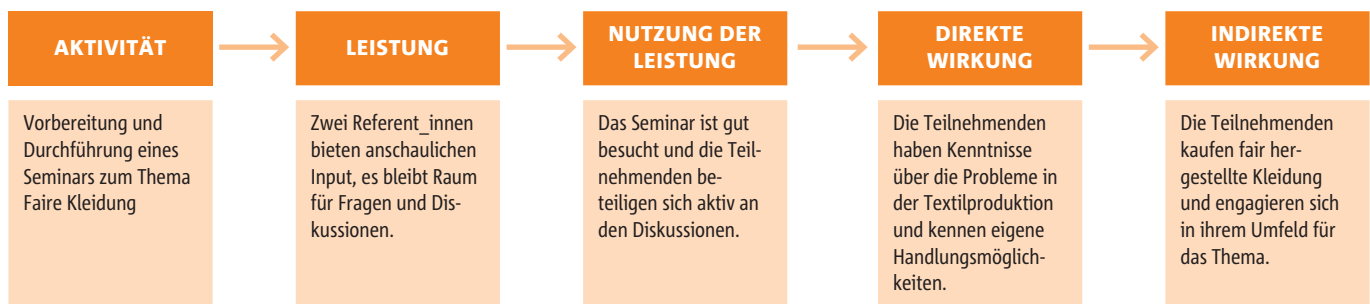 AKTIVITÄT
Vorbereitung und
Durchführung eines
Seminars zum Thema
Faire Kleidung
LEISTUNG
Zwei Referent_innen
bieten anschaulichen
Input, es bleibt Raum
für Fragen und Dis-
kussionen.
NUTZUNG DER
LEISTUNG
Das Seminar ist gut
besucht und die Teil-
nehmenden be-
teiligen sich aktiv an
den Diskussionen.
DIREKTE
WIRKUNG
Die Teilnehmenden
haben Kenntnisse
über die Probleme in
der Textilproduktion
und kennen eigene
Handlungsmöglich-
keiten.
INDIREKTE
WIRKUNG
Die Teilnehmenden
kaufen fair her-
gestellte Kleidung
und engagieren sich
in ihrem Umfeld für
das Thema.